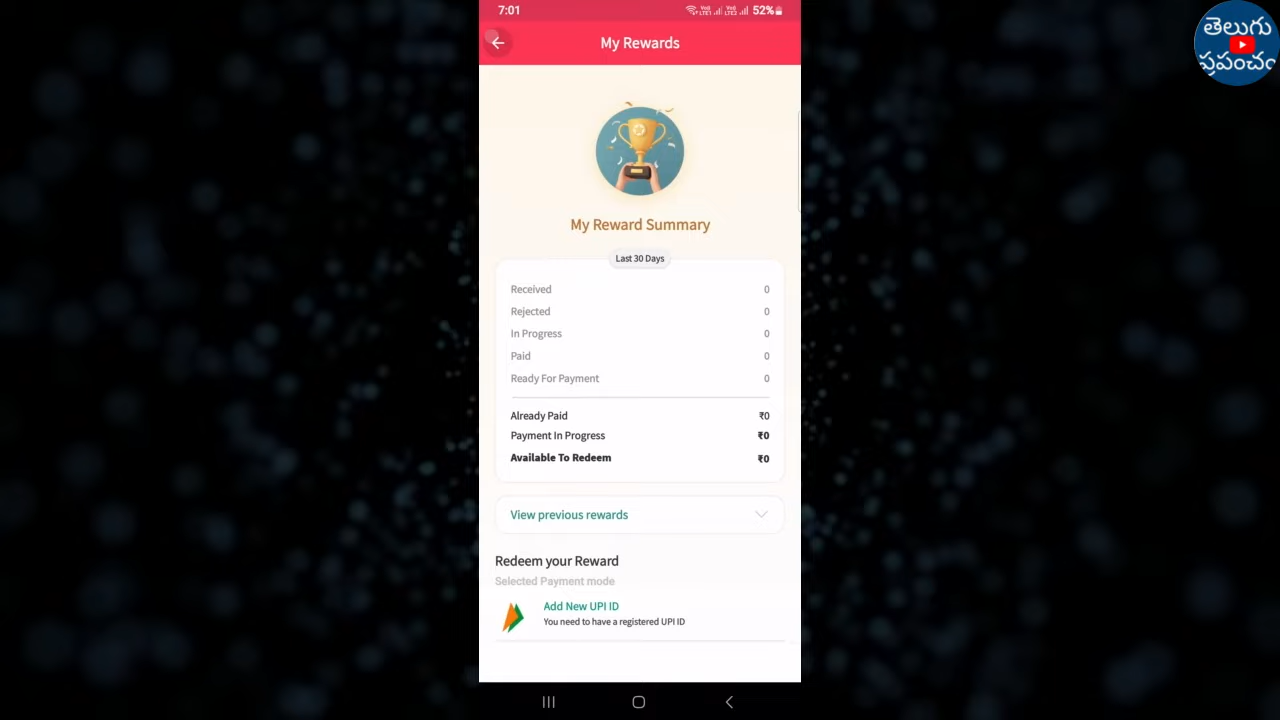 7:01
52%
తెలుగు
ప్రపంచం
My Rewards
My Reward Summary
Last 30 Days
Received 0
Rejected 0
In Progress 0
Paid 0
Ready For Payment 0
Already Paid ₹0
Payment In Progress ₹0
Available To Redeem ₹0
View previous rewards
Redeem your Reward
Selected Payment mode
Add New UPI ID
You need to have a registered UPI ID